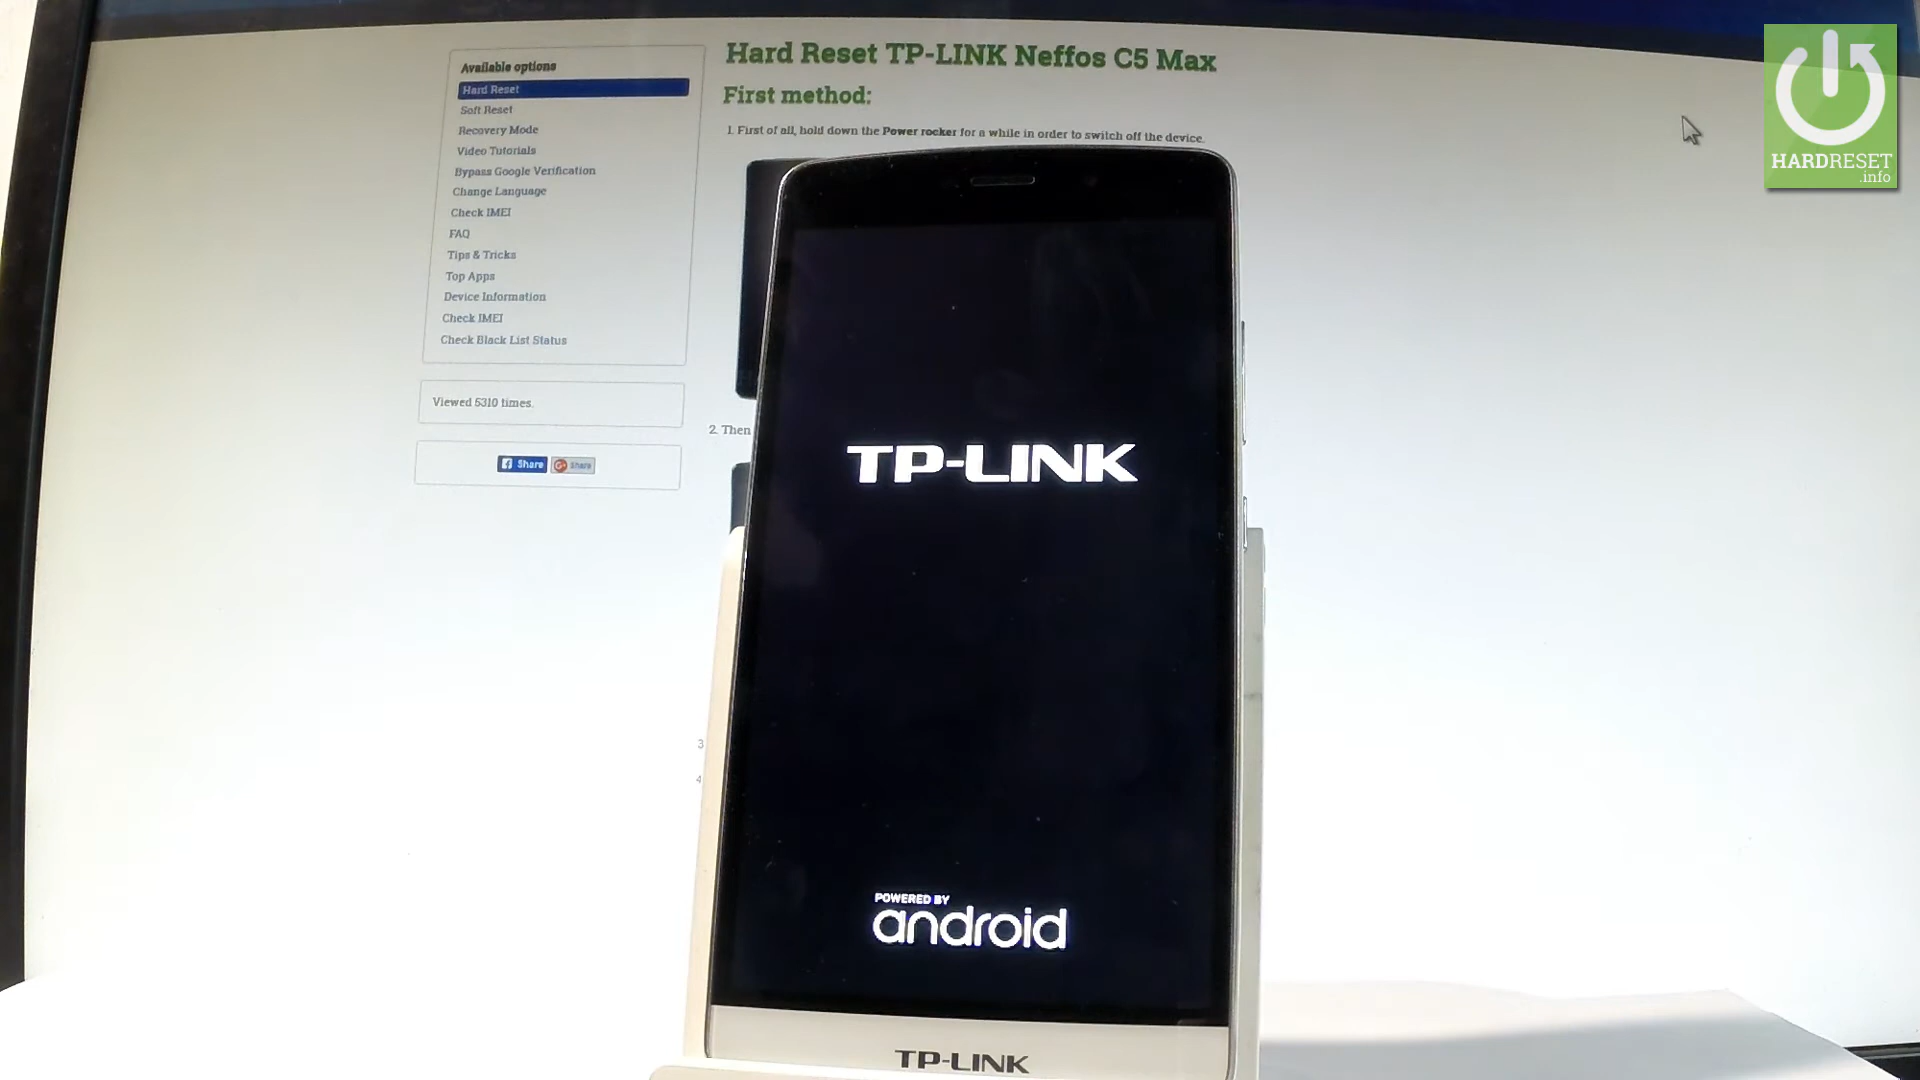 Hard Reset TP-LINK Neffos C5 Max
First method:
1. First of all, hold down the Power rocker for a while in order to switch off the device.
2. Then
3
4
Available options
Hard Reset
Soft Reset
Recovery Mode
Video Tutorials
Bypass Google Verification
Change Language
Check IMEI
FAQ
Tips & Tricks
Top Apps
Device Information
Check IMEI
Check Black List Status
Viewed 5310 times.
Share
Share
TP-LINK
POWERED BY
android
TP-LINK
HARDRESET
.info